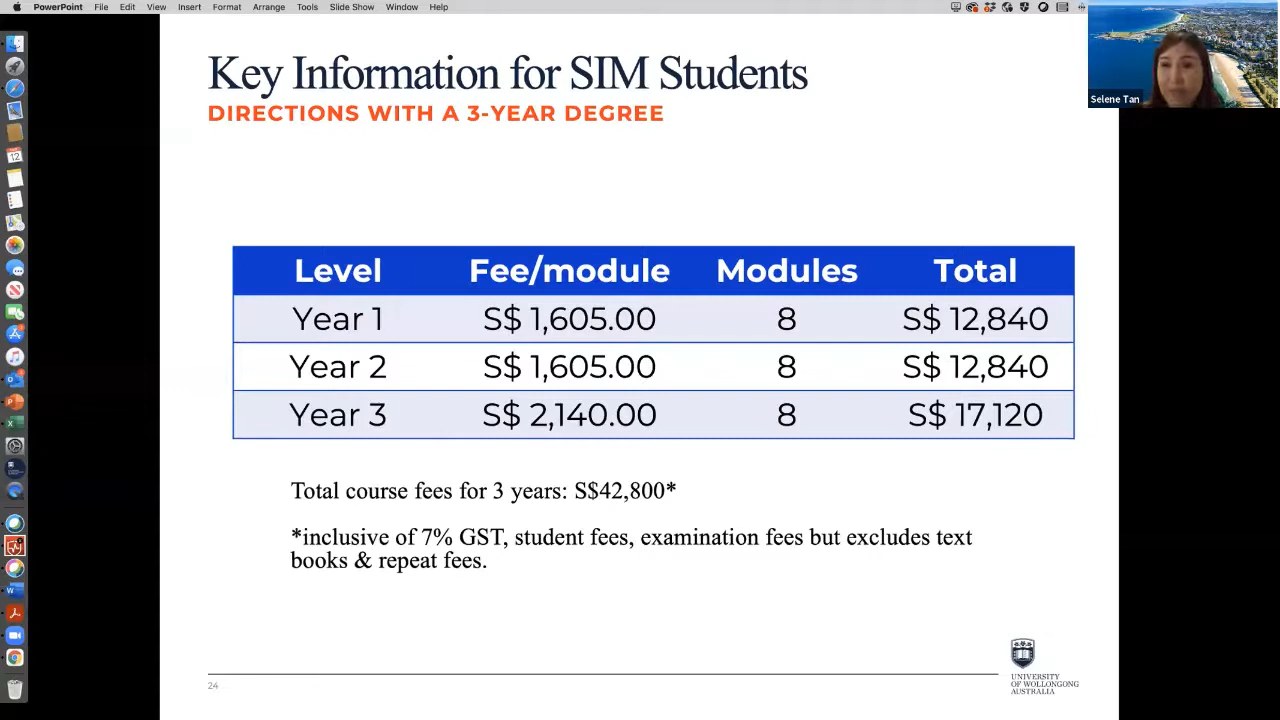 PowerPoint File Edit View Insert Format Arrange Tools Slide Show Window Help
Key Information for SIM Students
DIRECTIONS WITH A 3-YEAR DEGREE
Selene Tan
Level Fee/module Modules Total
Year 1 S$ 1,605.00 8 S$ 12,840
Year 2 S$ 1,605.00 8 S$ 12,840
Year 3 S$ 2,140.00 8 S$ 17,120
Total course fees for 3 years: S$42,800*
*inclusive of 7% GST, student fees, examination fees but excludes text
books & repeat fees.
24
UNIVERSITY
OF WOLLONGONG
AUSTRALIA